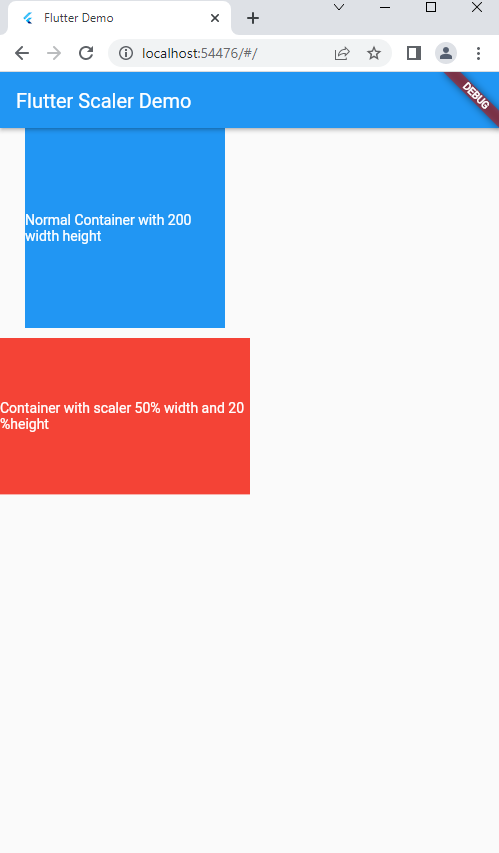 Flutter Demo
localhost:54476/#/
Flutter Scaler Demo
DEBUG
Normal Container with 200
width height
Container with scaler 50% width and 20
%height